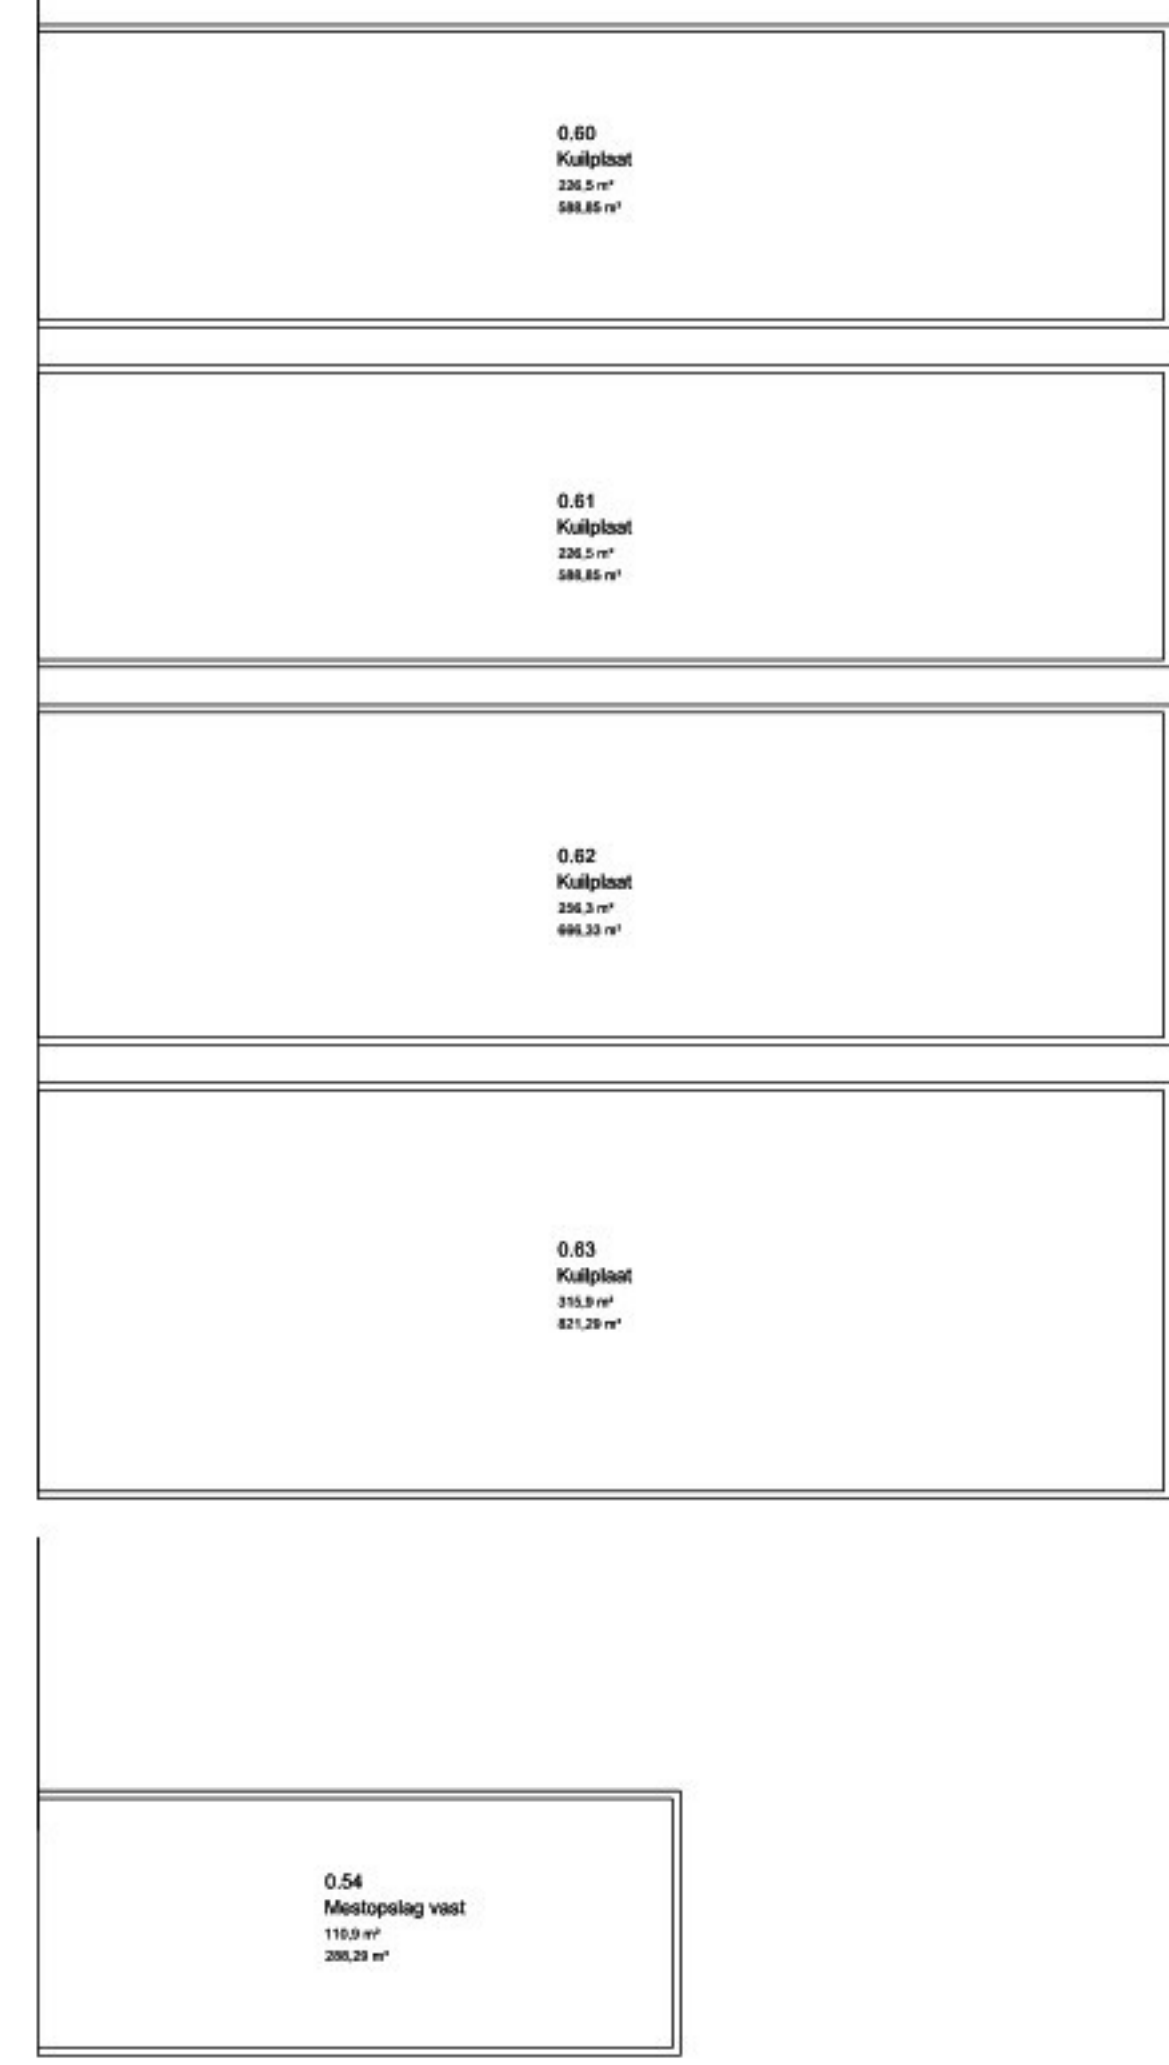 0.60
Kuilplaat
226,5 m²
588,85 m³
0.61
Kuilplaat
226,5 m²
588,85 m³
0.62
Kuilplaat
256,3 m²
666,33 m³
0.63
Kuilplaat
315,9 m²
821,29 m³
0.54
Mestopslag vast
110,9 m²
288,29 m³